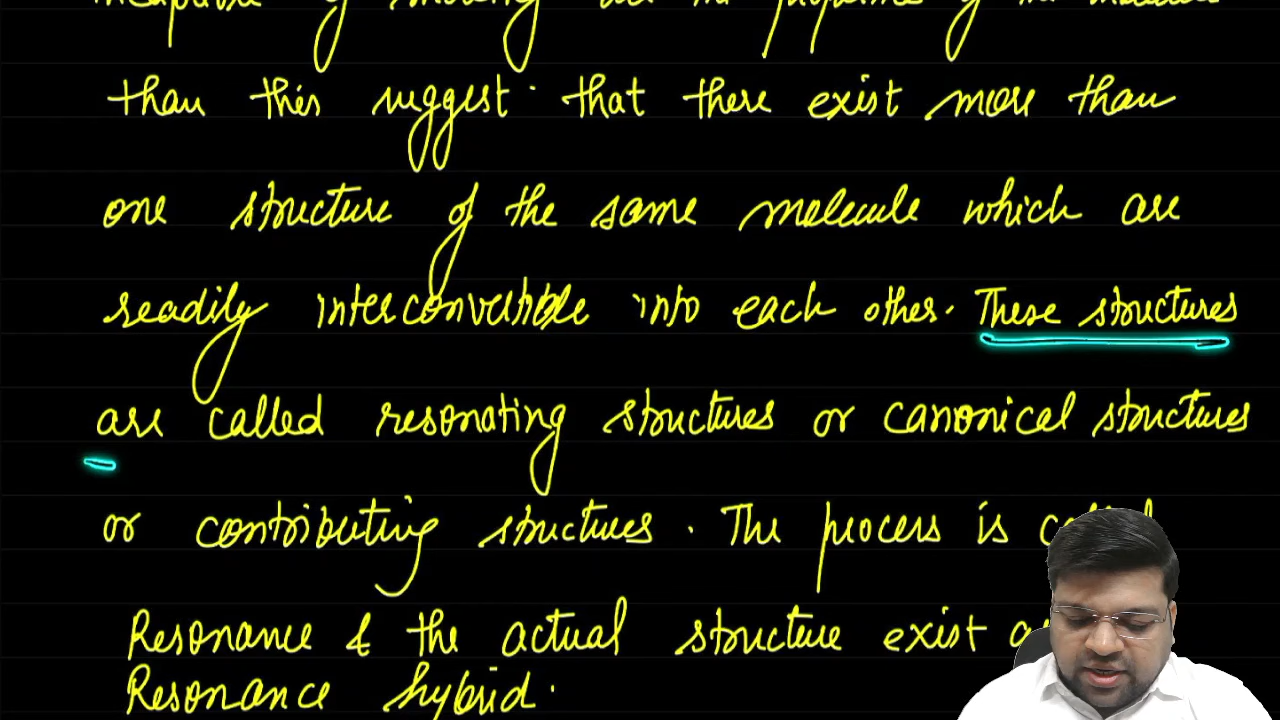 of
than this suggest that there exist more than
one structure of the same molecule which are
readily interconvertible into each other. These structures
are called resonating structures or canonical structures
or contributing structures. The process is
Resonance & the actual structure exist
Resonance hybrid.